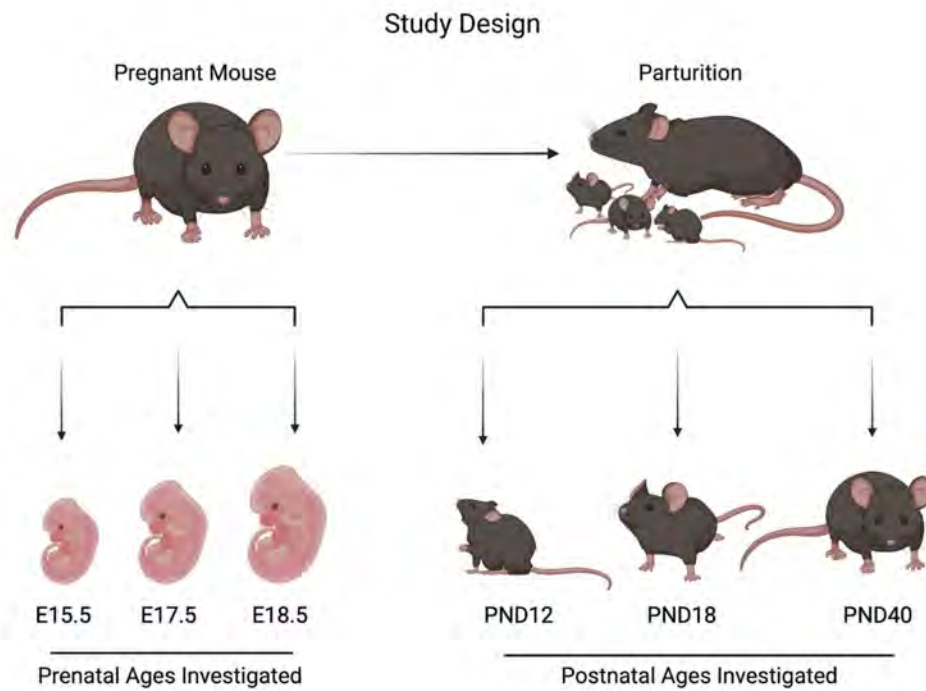 Study Design
Pregnant Mouse
Parturition
E15.5
E17.5
E18.5
PND12
PND18
PND40
Prenatal Ages Investigated
Postnatal Ages Investigated